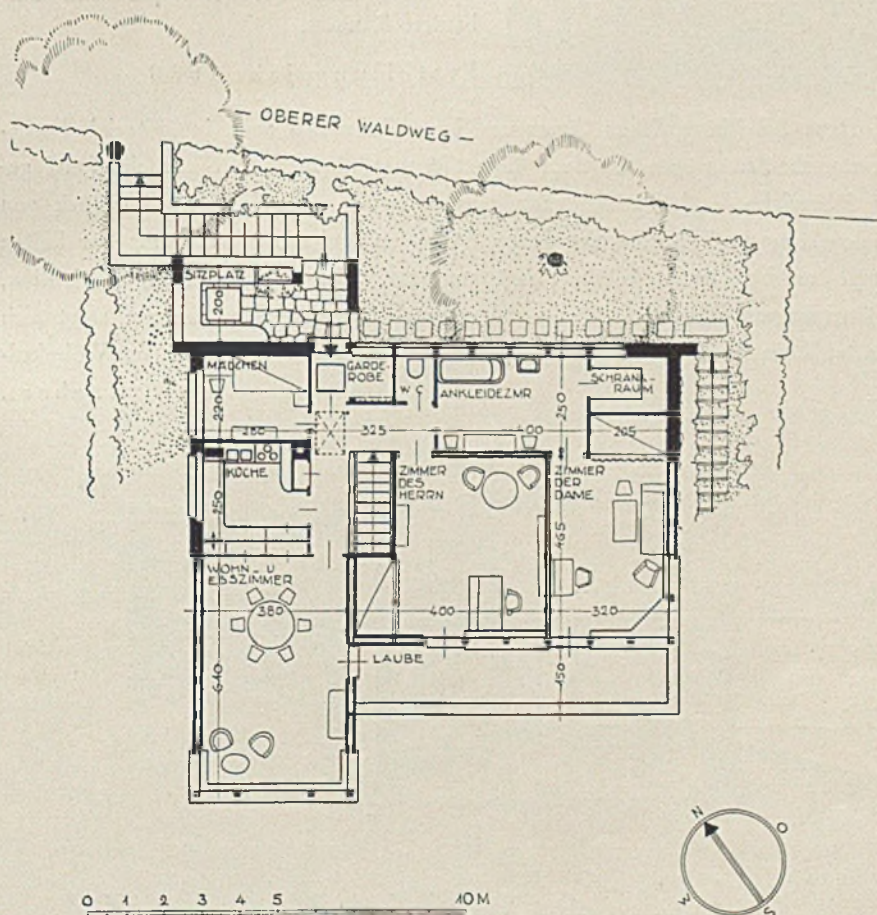 — OBERER WALDWEG —
SITZPLATZ
200
MÄDCHEN
GARDE-
ROBE
WC
ANKLEIDEZMR
SCHRANK-
RAUM
220
250
260
325
400
205
KÜCHE
ZIMMER
DES
HERRN
ZIMMER
DER
DAME
250
465
WOHN- U
ESSZIMMER
380
400
320
LAUBE
640
150
N
O
W
S
0 1 2 3 4 5 10 M